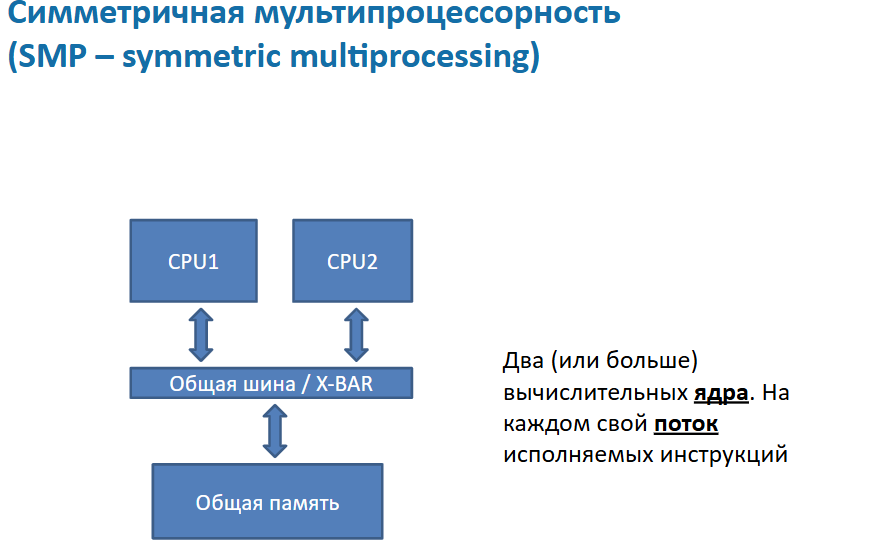 Симметричная мультипроцессорность
(SMP – symmetric multiprocessing)
CPU1
CPU2
Общая шина / X-BAR
Общая память
Два (или больше)
вычислительных ядра. На
каждом свой поток
исполняемых инструкций